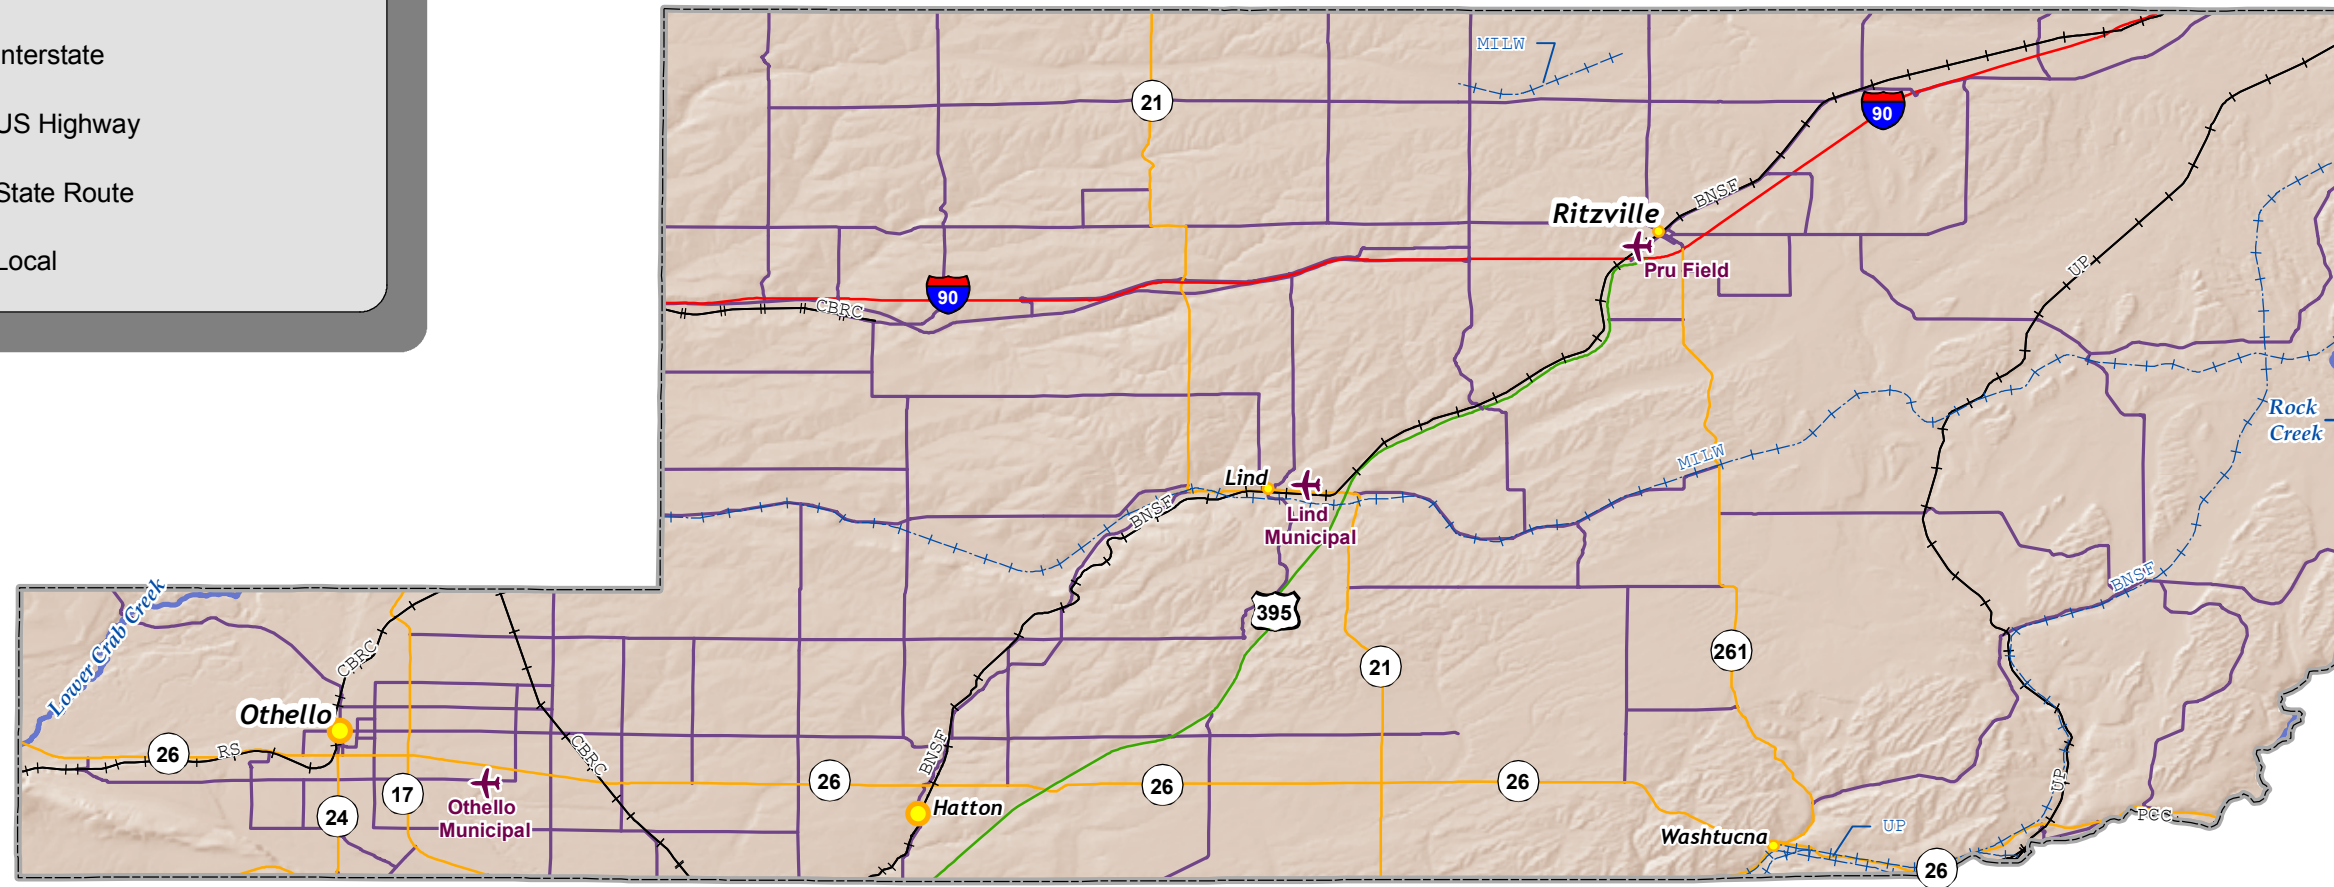 nterstate
US Highway
State Route
Local
MILW
21
90
BNSF
Ritzville
Pru Field
UP
90
CBRC
Rock
Creek
MILW
Lind
BNSF
Lind
Municipal
BNSF
Lower Crab Creek
395
CBRC
21
261
Othello
26
RS
CBRC
BNSF
26
26
26
UP
17
24
Othello
Municipal
Hatton
PCC
Washtucna
UP
26